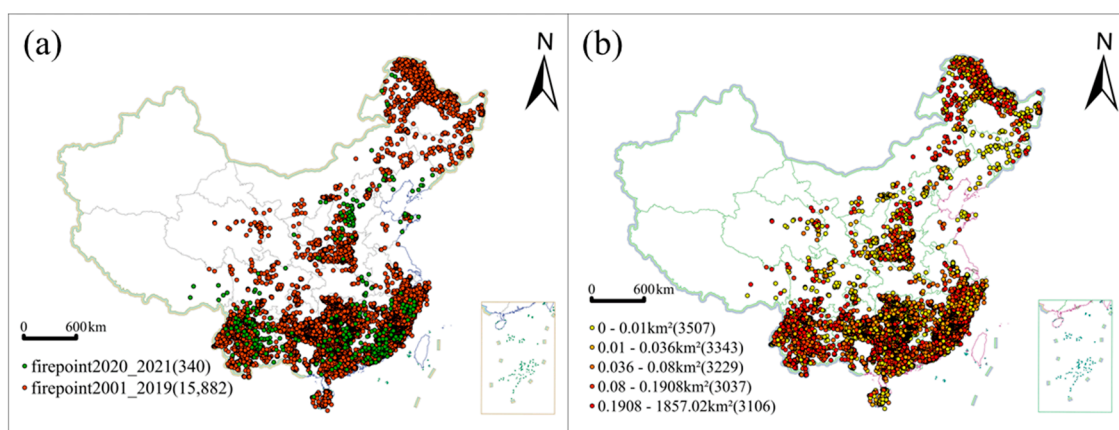 (a)
N
0 600km
firepoint2020_2021(340)
firepoint2001_2019(15,882)
(b)
N
0 600km
0 - 0.01km²(3507)
0.01 - 0.036km²(3343)
0.036 - 0.08km²(3229)
0.08 - 0.1908km²(3037)
0.1908 - 1857.02km²(3106)